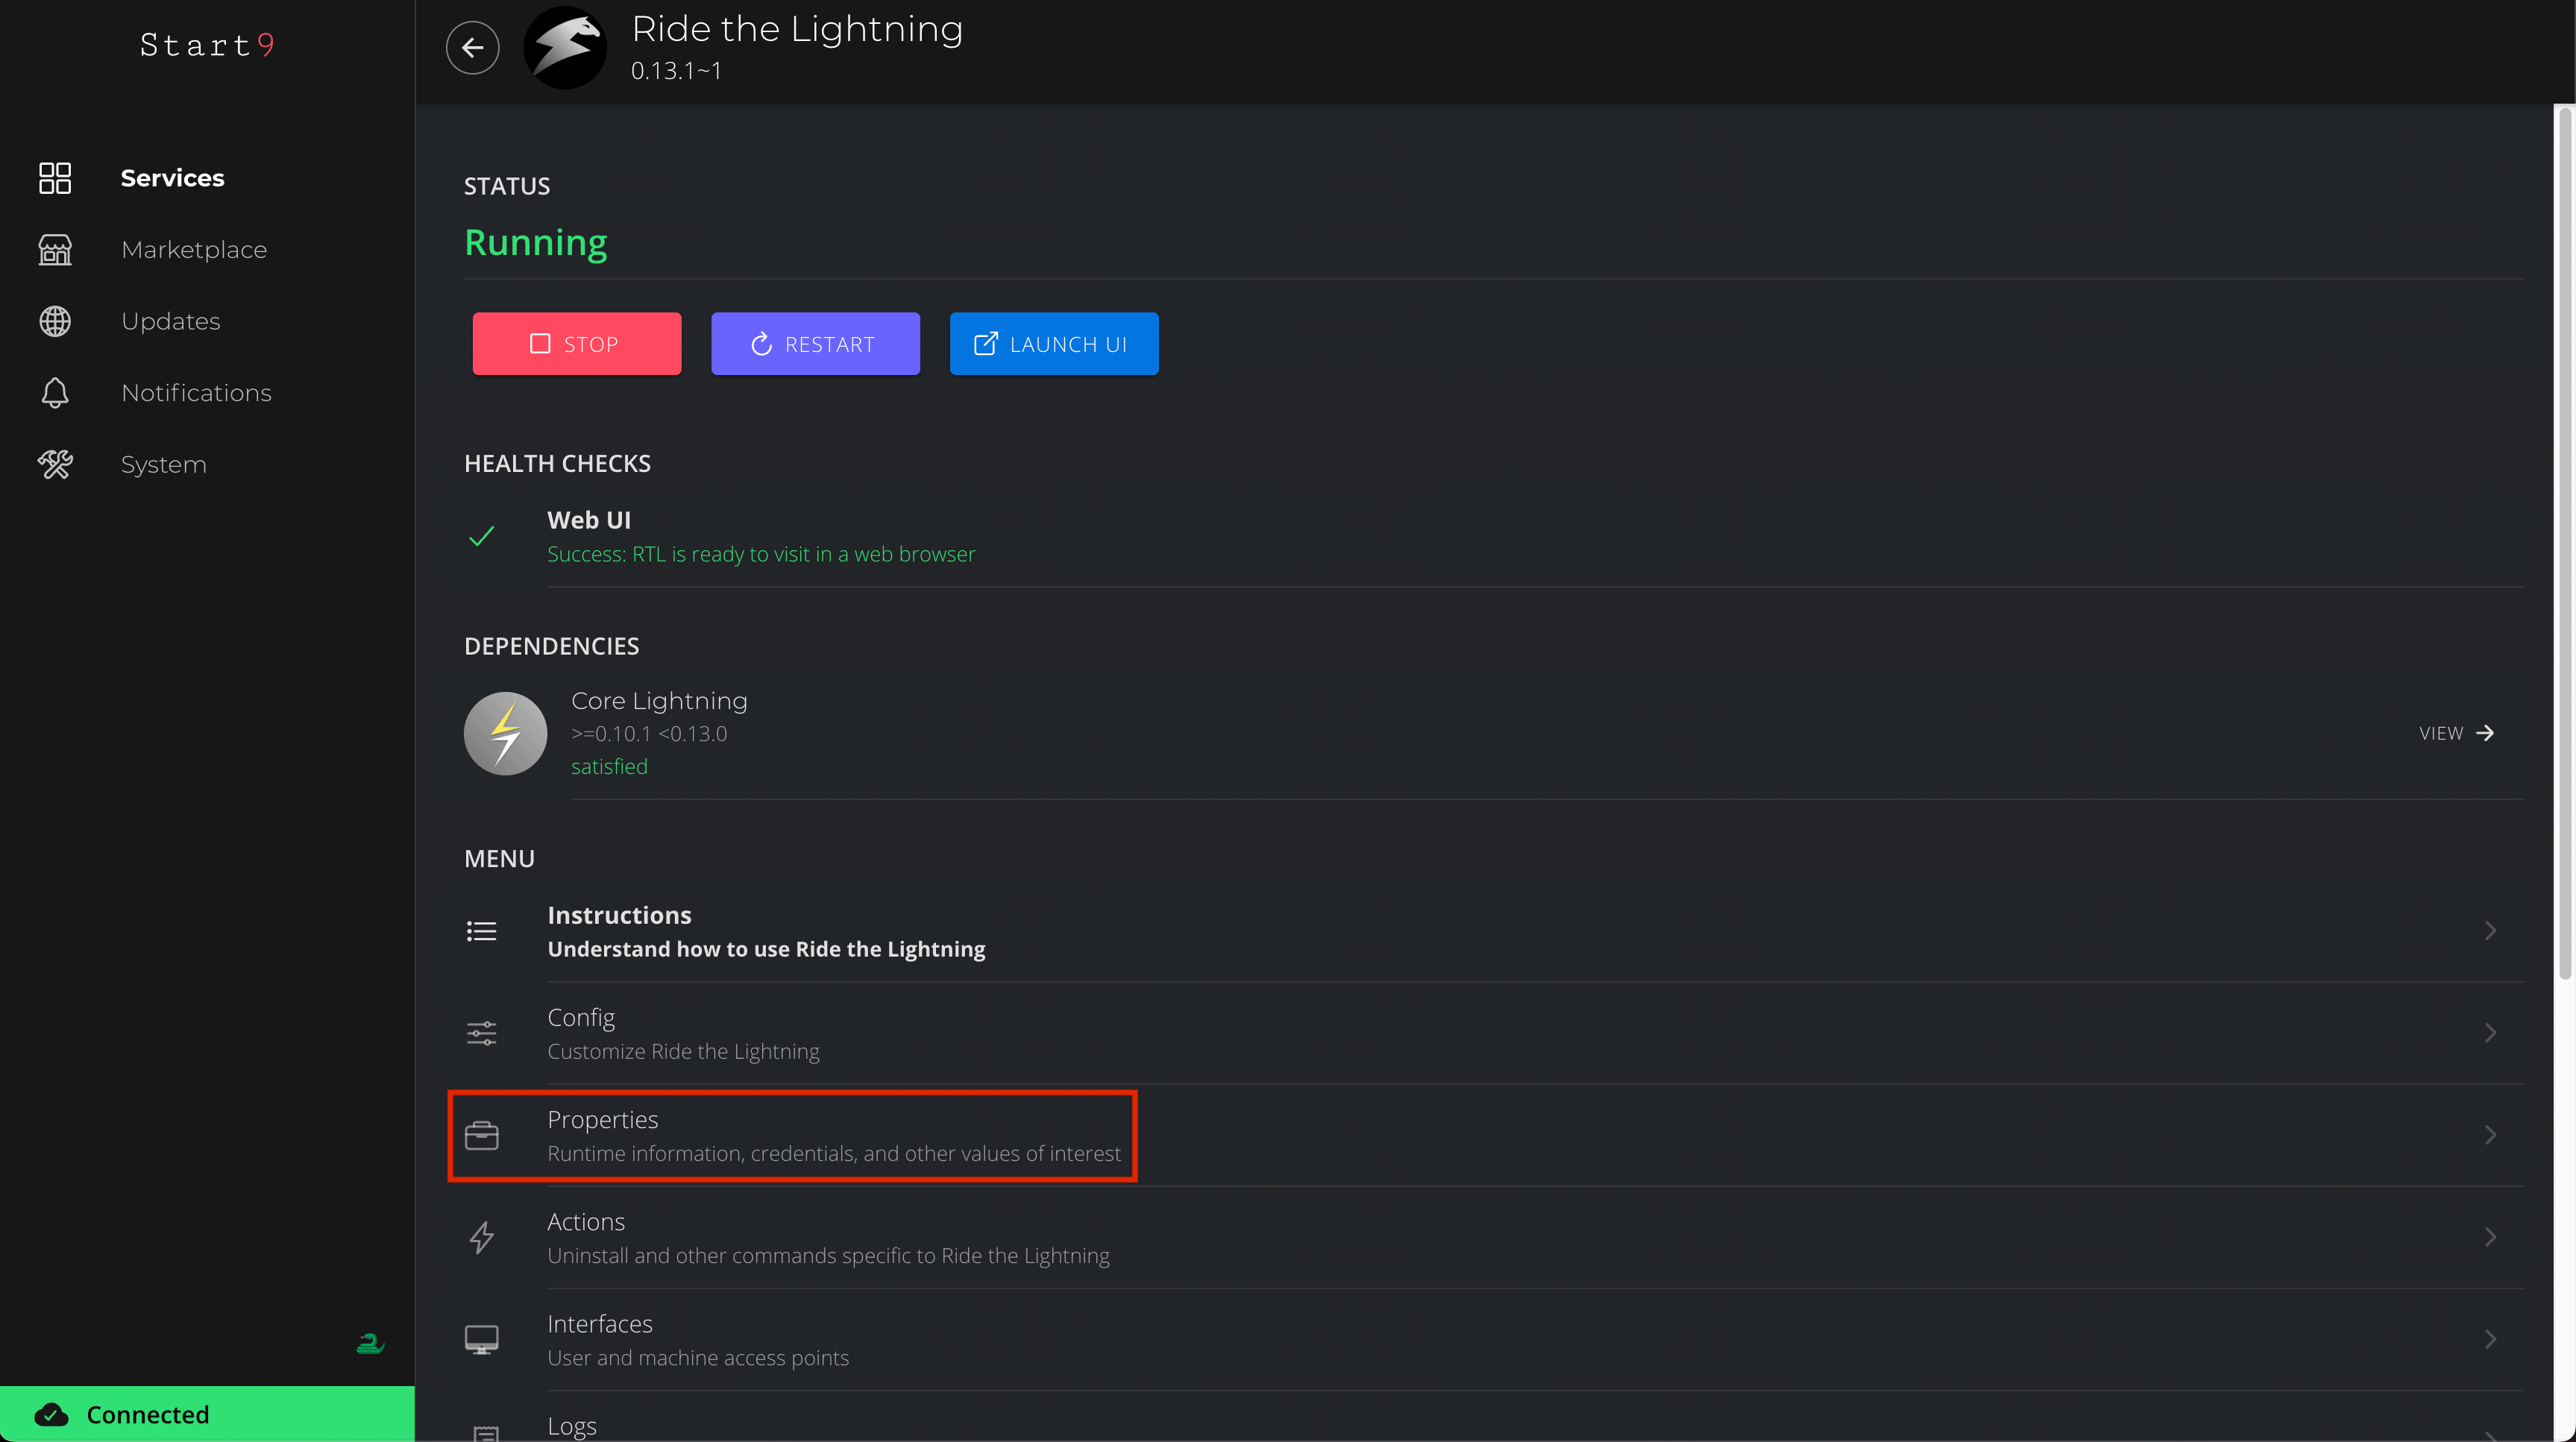 Start9
Services
Marketplace
Updates
Notifications
System
Connected
Ride the Lightning
0.13.1~1
STATUS
Running
STOP
RESTART
LAUNCH UI
HEALTH CHECKS
Web UI
Success: RTL is ready to visit in a web browser
DEPENDENCIES
Core Lightning
>=0.10.1 <0.13.0
satisfied
VIEW
MENU
Instructions
Understand how to use Ride the Lightning
Config
Customize Ride the Lightning
Properties
Runtime information, credentials, and other values of interest
Actions
Uninstall and other commands specific to Ride the Lightning
Interfaces
User and machine access points
Logs